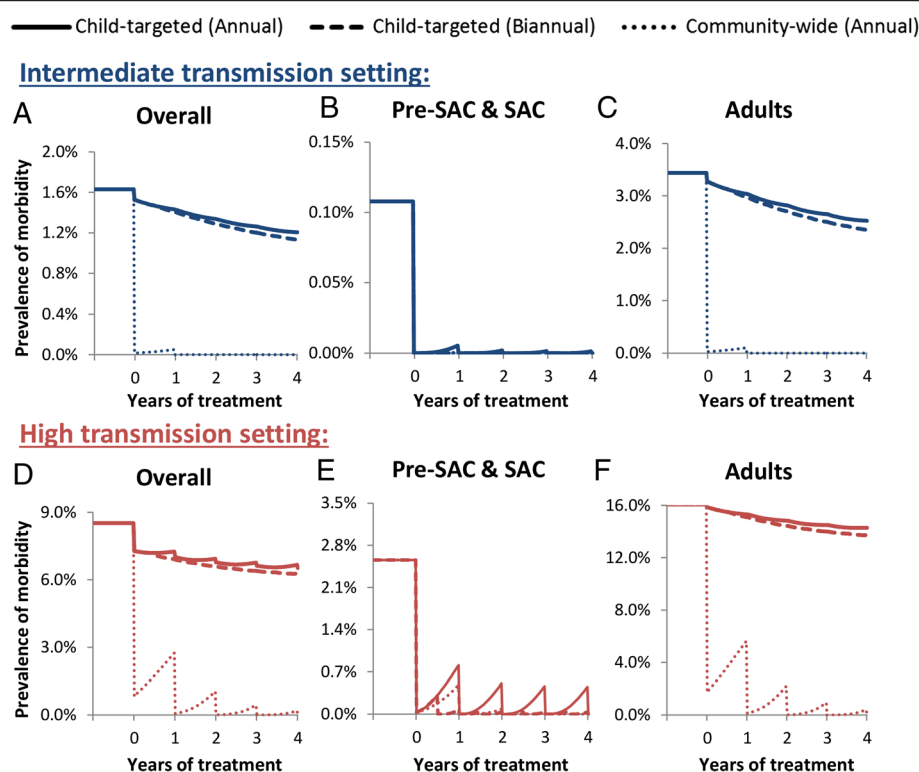 Child-targeted (Annual) Child-targeted (Biannual) Community-wide (Annual)
Intermediate transmission setting:
A Overall
Prevalence of morbidity
2.0%
1.6%
1.2%
0.8%
0.4%
0.0%
0 1 2 3 4
Years of treatment
B Pre-SAC & SAC
0.15%
0.10%
0.05%
0.00%
0 1 2 3 4
Years of treatment
C Adults
4.0%
3.0%
2.0%
1.0%
0.0%
0 1 2 3 4
Years of treatment
High transmission setting:
D Overall
Prevalence of morbidity
9.0%
6.0%
3.0%
0.0%
0 1 2 3 4
Years of treatment
E Pre-SAC & SAC
3.5%
2.8%
2.1%
1.4%
0.7%
0.0%
0 1 2 3 4
Years of treatment
F Adults
16.0%
12.0%
8.0%
4.0%
0.0%
0 1 2 3 4
Years of treatment